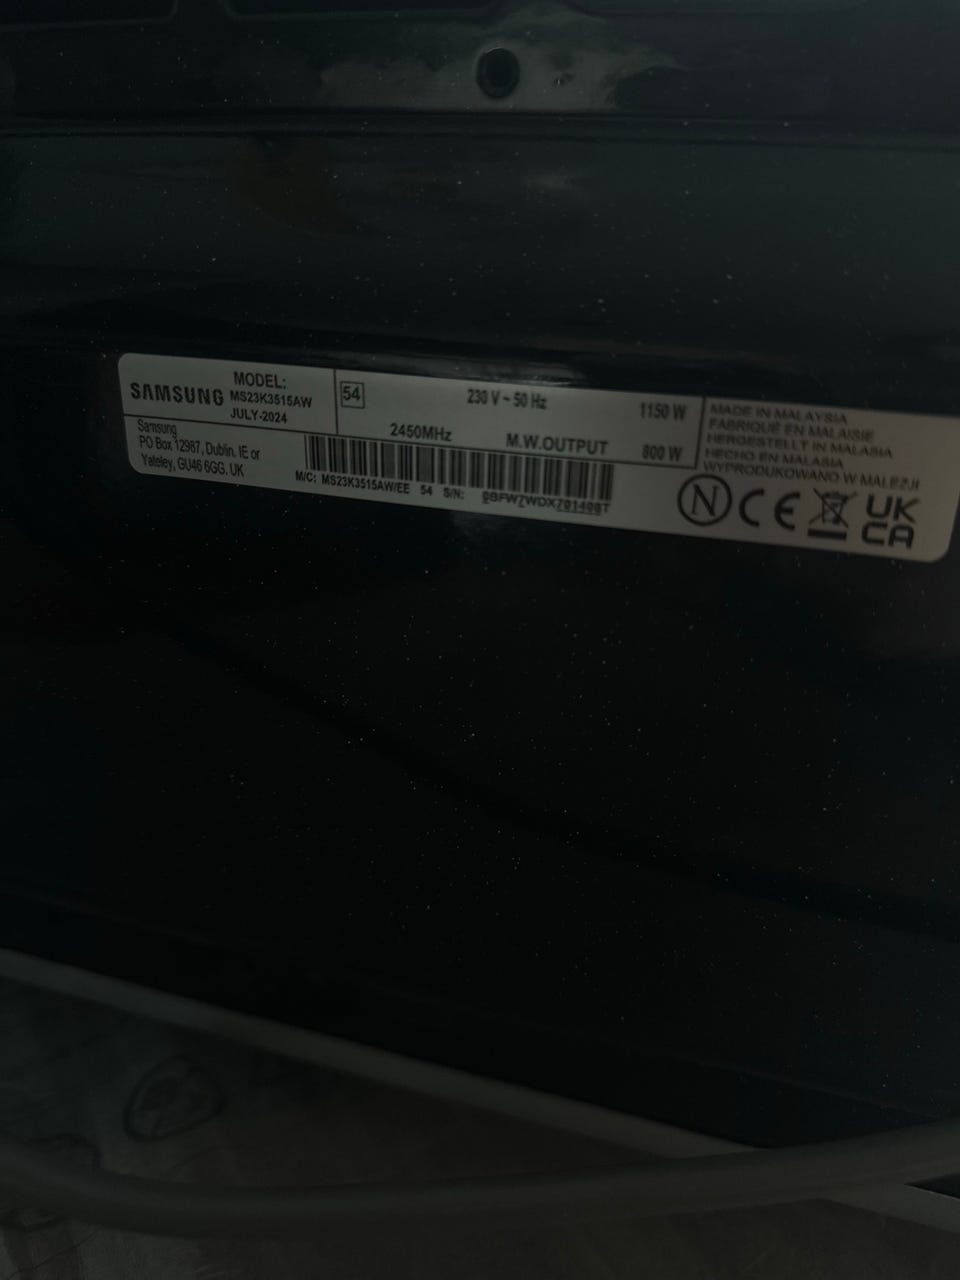 SAMSUNG
MODEL:
MS23K3515AW
JULY-2024
54
230 V ~ 50 Hz
1150 W
2450MHz
M.W.OUTPUT
800 W
Samsung
PO Box 12987, Dublin. IE or
Yateley, GU46 6GG. UK
M/C: MS23K3515AW/EE 54 S/N:
MADE IN MALAYSIA
FABRIQUÉ EN MALAISIE
HERGESTELLT IN MALASIA
HECHO EN MALASIA
WYPRODUKOWANO W MALEZJI
N
CE
UK
CA